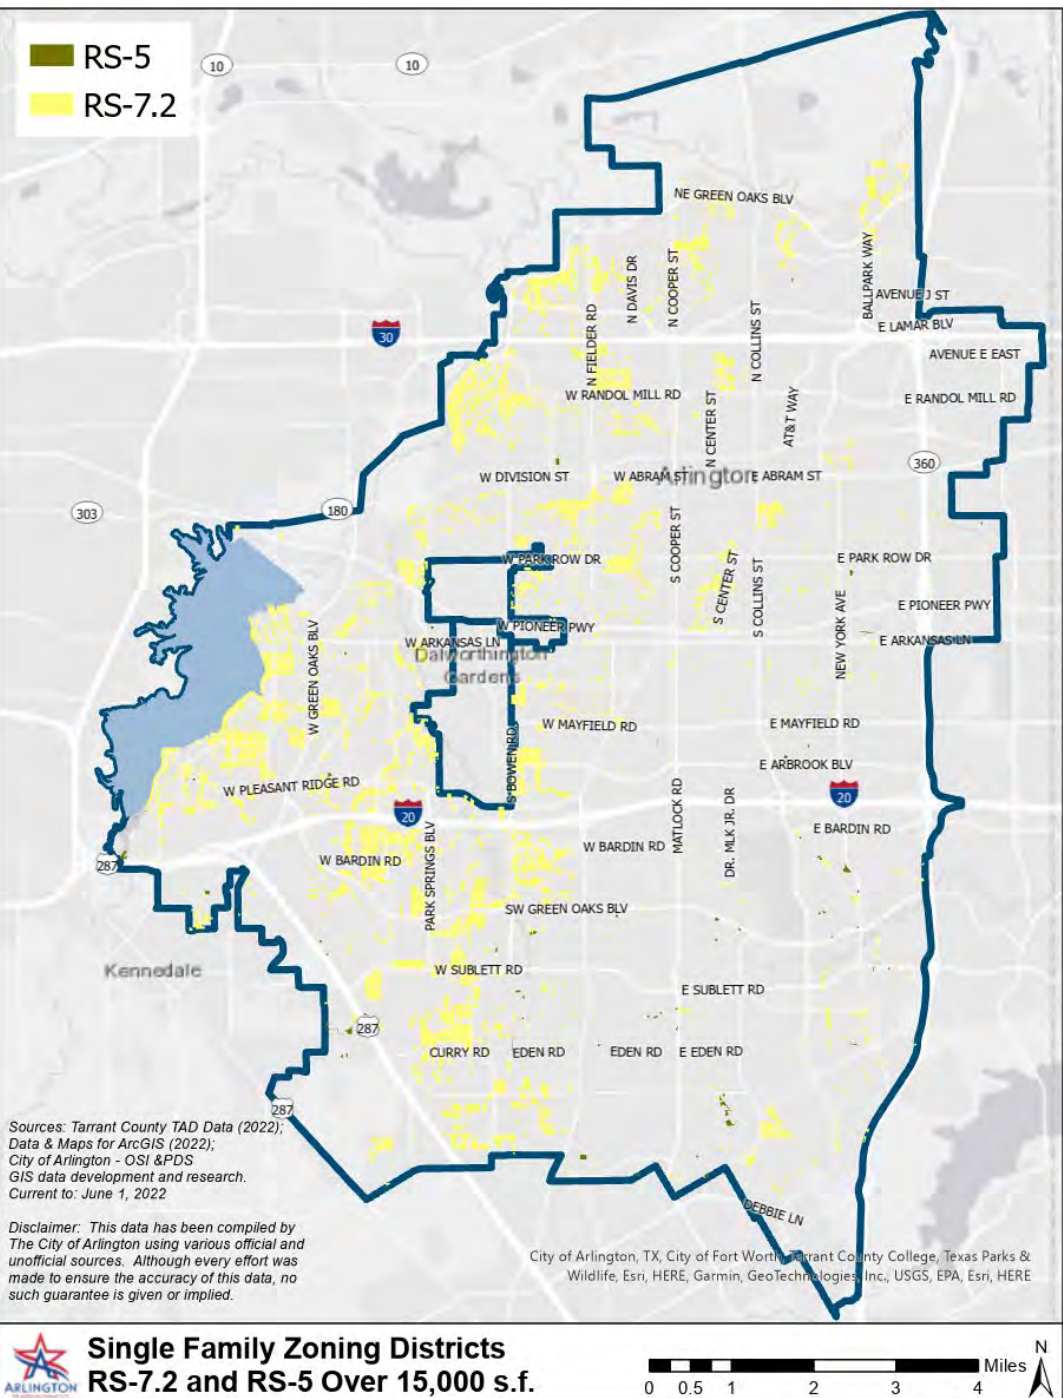 RS-5
RS-7.2
10
10
NE GREEN OAKS BLV
N DAVIS DR
N COOPER ST
BALLPARK WAY
AVENUE J ST
E LAMAR BLV
30
N FIELDER RD
N COLLINS ST
AVENUE E EAST
W RANDOL MILL RD
E RANDOL MILL RD
N CENTER ST
AT&T WAY
360
W DIVISION ST
W ABRAM ST
Arlington
E ABRAM ST
303
180
S COOPER ST
W PARK ROW DR
E PARK ROW DR
S CENTER ST
S COLLINS ST
NEW YORK AVE
E PIONEER PWY
W PIONEER PWY
W ARKANSAS LN
E ARKANSAS LN
Dalworthington
Gardens
W GREEN OAKS BLV
W MAYFIELD RD
E MAYFIELD RD
S BOWEN RD
E ARBROOK BLV
W PLEASANT RIDGE RD
20
20
MATLOCK RD
DR. MLK JR. DR
E BARDIN RD
W BARDIN RD
W BARDIN RD
287
PARK SPRINGS BLV
SW GREEN OAKS BLV
Kennedale
W SUBLETT RD
E SUBLETT RD
287
CURRY RD
EDEN RD
EDEN RD
E EDEN RD
287
DEBBIE LN
Sources: Tarrant County TAD Data (2022);
Data & Maps for ArcGIS (2022);
City of Arlington - OSI &PDS
GIS data development and research.
Current to: June 1, 2022
Disclaimer: This data has been compiled by
The City of Arlington using various official and
unofficial sources. Although every effort was
made to ensure the accuracy of this data, no
such guarantee is given or implied.
City of Arlington, TX, City of Fort Worth, Tarrant County College, Texas Parks &
Wildlife, Esri, HERE, Garmin, GeoTechnologies, Inc., USGS, EPA, Esri, HERE
ARLINGTON
Single Family Zoning Districts
RS-7.2 and RS-5 Over 15,000 s.f.
Miles
0 0.5 1 2 3 4
N